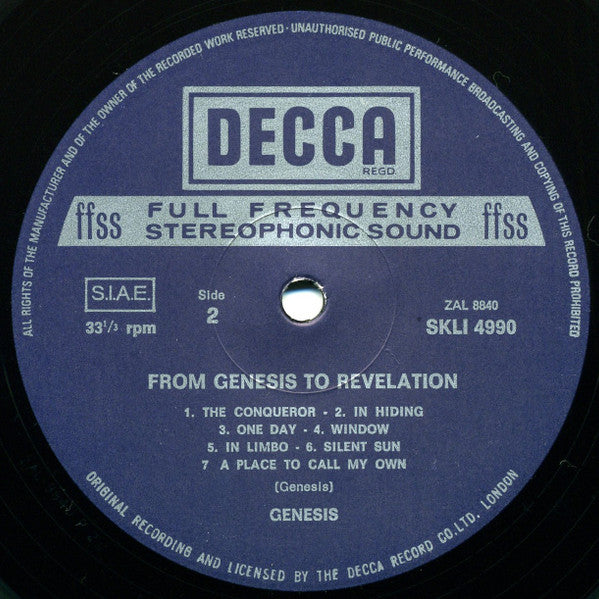 ALL RIGHTS OF THE MANUFACTURER AND OF THE OWNER OF THE RECORDED WORK RESERVED - UNAUTHORISED PUBLIC PERFORMANCE BROADCASTING AND COPYING OF THIS RECORD PROHIBITED
DECCA
REGD.
ffss FULL FREQUENCY ffss
STEREOPHONIC SOUND
S.I.A.E.
33 1/3 rpm
Side
2
ZAL 8840
SKLI 4990
FROM GENESIS TO REVELATION
1. THE CONQUEROR - 2. IN HIDING
3. ONE DAY - 4. WINDOW
5. IN LIMBO - 6. SILENT SUN
7 A PLACE TO CALL MY OWN
(Genesis)
GENESIS
ORIGINAL RECORDING AND LICENSED BY THE DECCA RECORD CO. LTD. LONDON